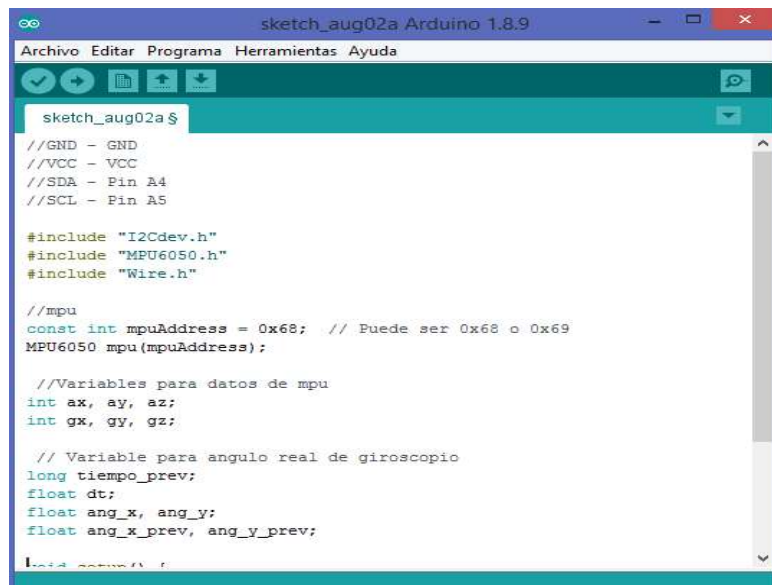 sketch_aug02a Arduino 1.8.9
Archivo Editar Programa Herramientas Ayuda
sketch_aug02a §
//GND - GND
//VCC - VCC
//SDA - Pin A4
//SCL - Pin A5
#include "I2Cdev.h"
#include "MPU6050.h"
#include "Wire.h"
//mpu
const int mpuAddress = 0x68;  // Puede ser 0x68 o 0x69
MPU6050 mpu(mpuAddress);
//Variables para datos de mpu
int ax, ay, az;
int gx, gy, gz;
// Variable para angulo real de giroscopio
long tiempo_prev;
float dt;
float ang_x, ang_y;
float ang_x_prev, ang_y_prev;
void setup() {